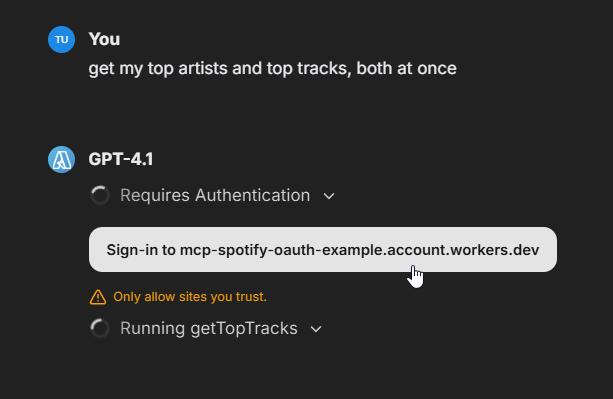 TU
You
get my top artists and top tracks, both at once
GPT-4.1
Requires Authentication
Sign-in to mcp-spotify-oauth-example.account.workers.dev
Only allow sites you trust.
Running getTopTracks